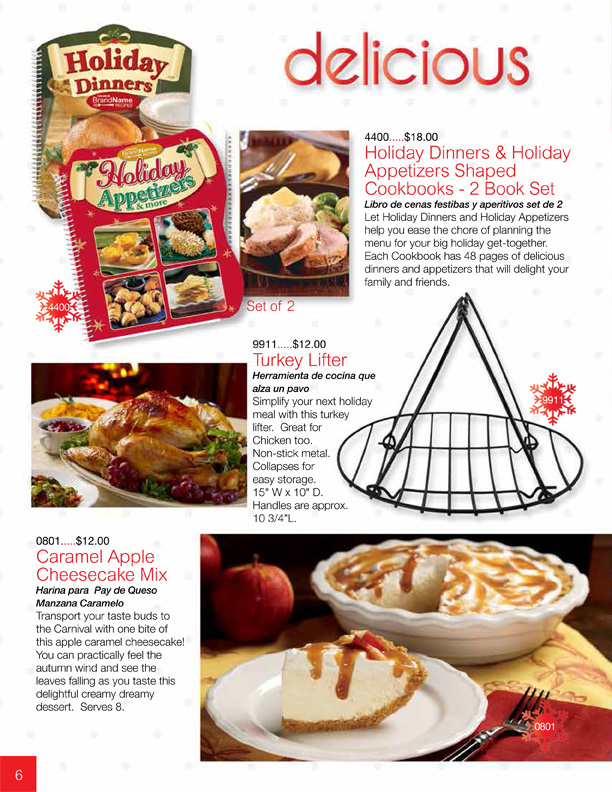 delicious
Holiday
Dinners
BrandName
RECIPES
BrandName
Holiday
Appetizers
& more
4400
Set of 2
4400.....$18.00
Holiday Dinners & Holiday
Appetizers Shaped
Cookbooks - 2 Book Set
Libro de cenas festibas y aperitivos set de 2
Let Holiday Dinners and Holiday Appetizers
help you ease the chore of planning the
menu for your big holiday get-together.
Each Cookbook has 48 pages of delicious
dinners and appetizers that will delight your
family and friends.
9911.....$12.00
Turkey Lifter
Herramienta de cocina que
alza un pavo
Simplify your next holiday
meal with this turkey
lifter. Great for
Chicken too.
Non-stick metal.
Collapses for
easy storage.
15" W x 10" D.
Handles are approx.
10 3/4"L.
9911
0801.....$12.00
Caramel Apple
Cheesecake Mix
Harina para Pay de Queso
Manzana Caramelo
Transport your taste buds to
the Carnival with one bite of
this apple caramel cheesecake!
You can practically feel the
autumn wind and see the
leaves falling as you taste this
delightful creamy dreamy
dessert. Serves 8.
0801
6